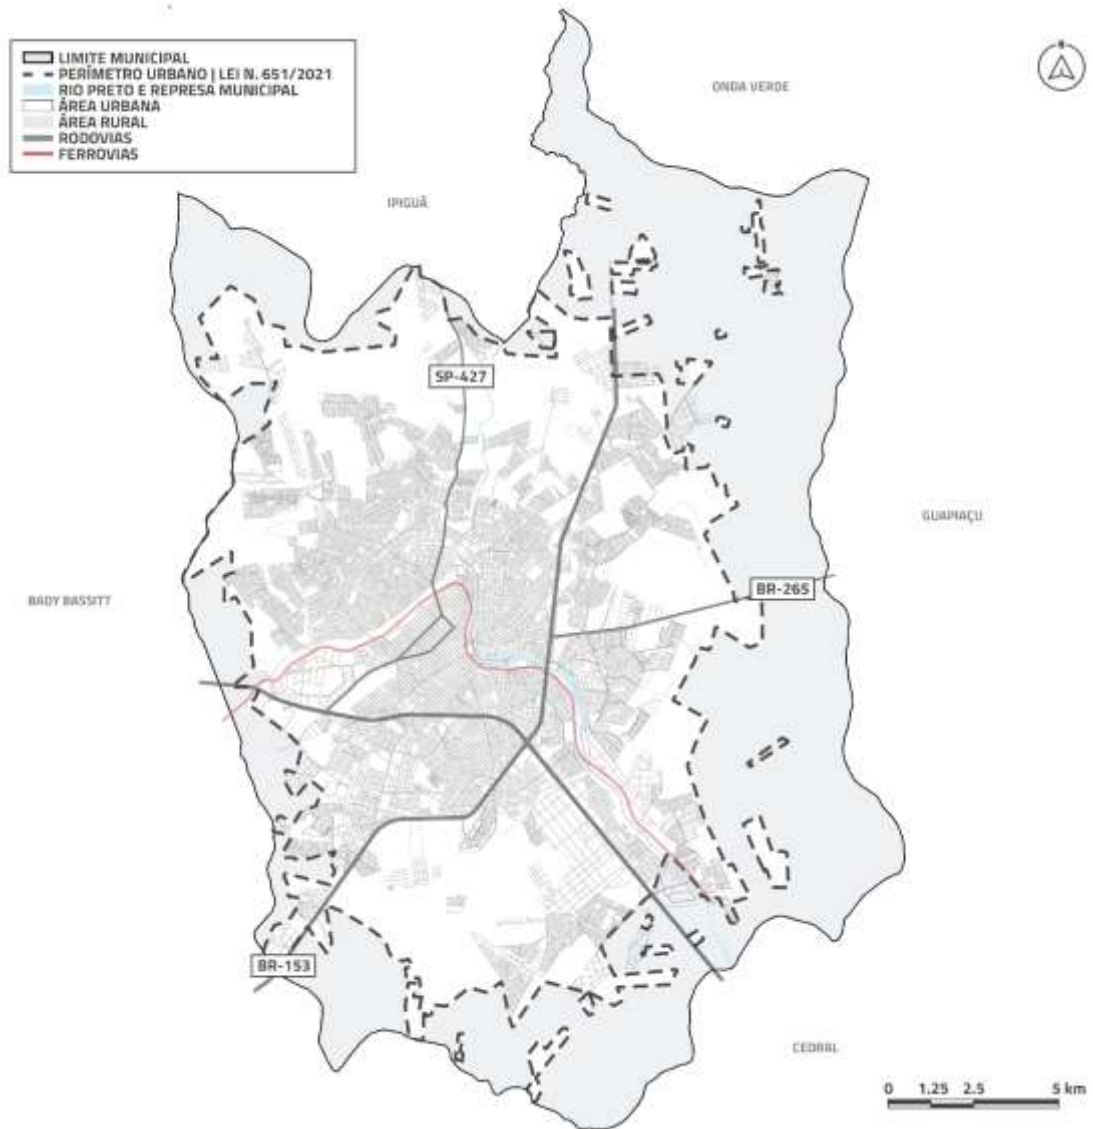 LIMITE MUNICIPAL
PERÍMETRO URBANO | LEI N. 651/2021
RIO PRETO E REPRESA MUNICIPAL
ÁREA URBANA
ÁREA RURAL
RODOVIAS
FERROVIAS
ONDA VERDE
IPIGUÁ
SP-427
GUAPIAÇU
BR-265
BADY BASSITT
BR-153
CEDRAL
0 1.25 2.5 5 km